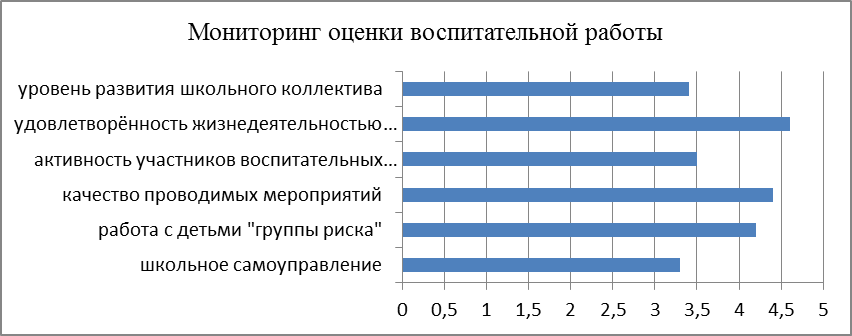 Мониторинг оценки воспитательной работы
уровень развития школьного коллектива
удовлетворённость жизнедеятельностью...
активность участников воспитательных...
качество проводимых мероприятий
работа с детьми "группы риска"
школьное самоуправление
0 0,5 1 1,5 2 2,5 3 3,5 4 4,5 5